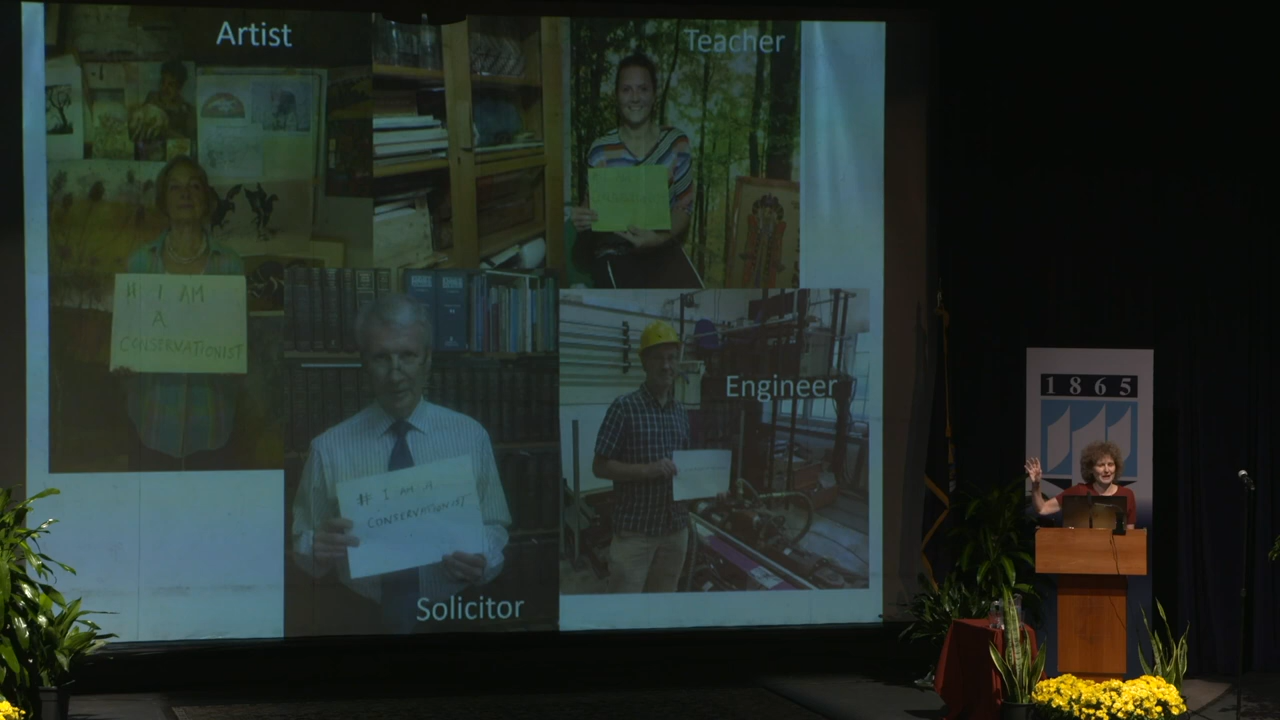 Artist
Teacher
# I AM
A
CONSERVATIONIST
Engineer
1865
# I AM A
CONSERVATIONIST
Solicitor